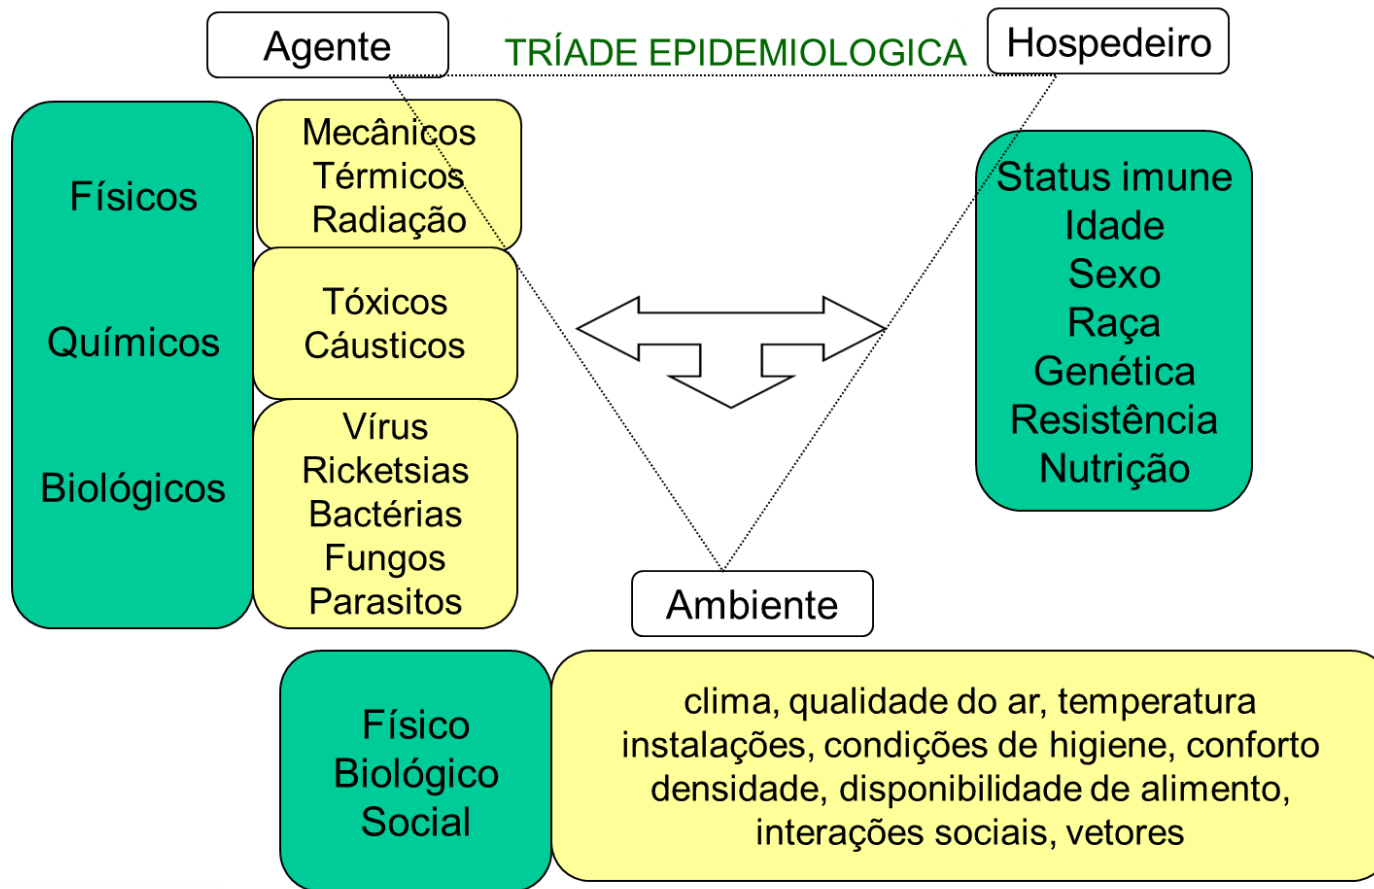 Agente
TRÍADE EPIDEMIOLOGICA
Hospedeiro
Físicos
Químicos
Biológicos
Mecânicos
Térmicos
Radiação
Tóxicos
Cáusticos
Vírus
Ricketsias
Bactérias
Fungos
Parasitos
Status imune
Idade
Sexo
Raça
Genética
Resistência
Nutrição
Ambiente
Físico
Biológico
Social
clima, qualidade do ar, temperatura
instalações, condições de higiene, conforto
densidade, disponibilidade de alimento,
interações sociais, vetores